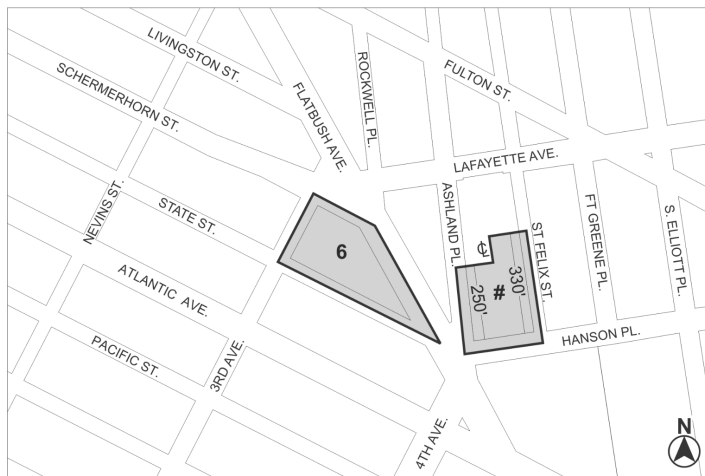 LIVINGSTON ST.
SCHERMERHORN ST.
ROCKWELL PL.
FULTON ST.
FLATBUSH AVE.
LAFAYETTE AVE.
NEVINS ST.
STATE ST.
ASHLAND PL.
ST FELIX ST.
FT GREENE PL.
S. ELLIOTT PL.
6
℄
#
330'
250'
ATLANTIC AVE.
HANSON PL.
PACIFIC ST.
3RD AVE.
4TH AVE.
N